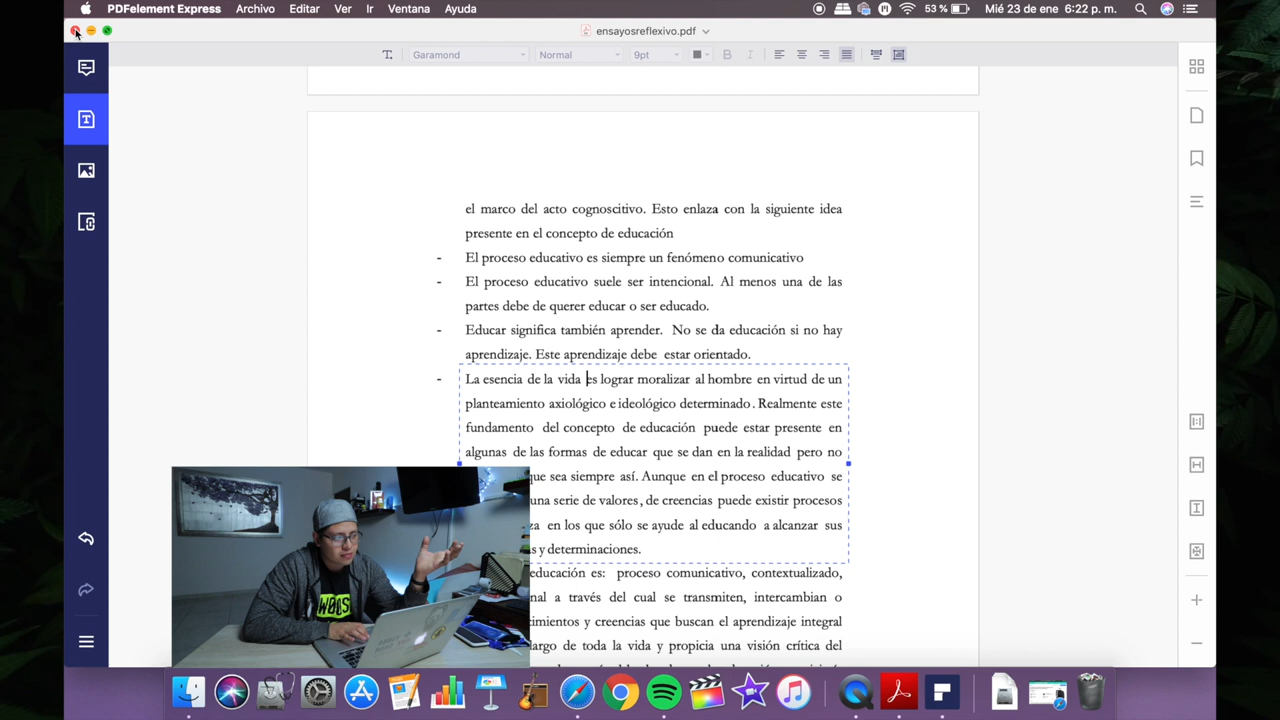 PDFelement Express Archivo Editar Ver Ir Ventana Ayuda 53 % Mié 23 de ene 6:22 p. m.
ensayosreflexivo.pdf
Garamond Normal 9pt B I
el marco del acto cognoscitivo. Esto enlaza con la siguiente idea
presente en el concepto de educación
- El proceso educativo es siempre un fenómeno comunicativo
- El proceso educativo suele ser intencional. Al menos una de las
partes debe de querer educar o ser educado.
- Educar significa también aprender. No se da educación si no hay
aprendizaje. Este aprendizaje debe estar orientado.
- La esencia de la vida es lograr moralizar al hombre en virtud de un
planteamiento axiológico e ideológico determinado. Realmente este
fundamento del concepto de educación puede estar presente en
algunas de las formas de educar que se dan en la realidad pero no
que sea siempre así. Aunque en el proceso educativo se
una serie de valores, de creencias puede existir procesos
en los que sólo se ayude al educando a alcanzar sus
y determinaciones.
educación es: proceso comunicativo, contextualizado,
a través del cual se transmiten, intercambian o
y creencias que buscan el aprendizaje integral
largo de toda la vida y propicia una visión crítica del